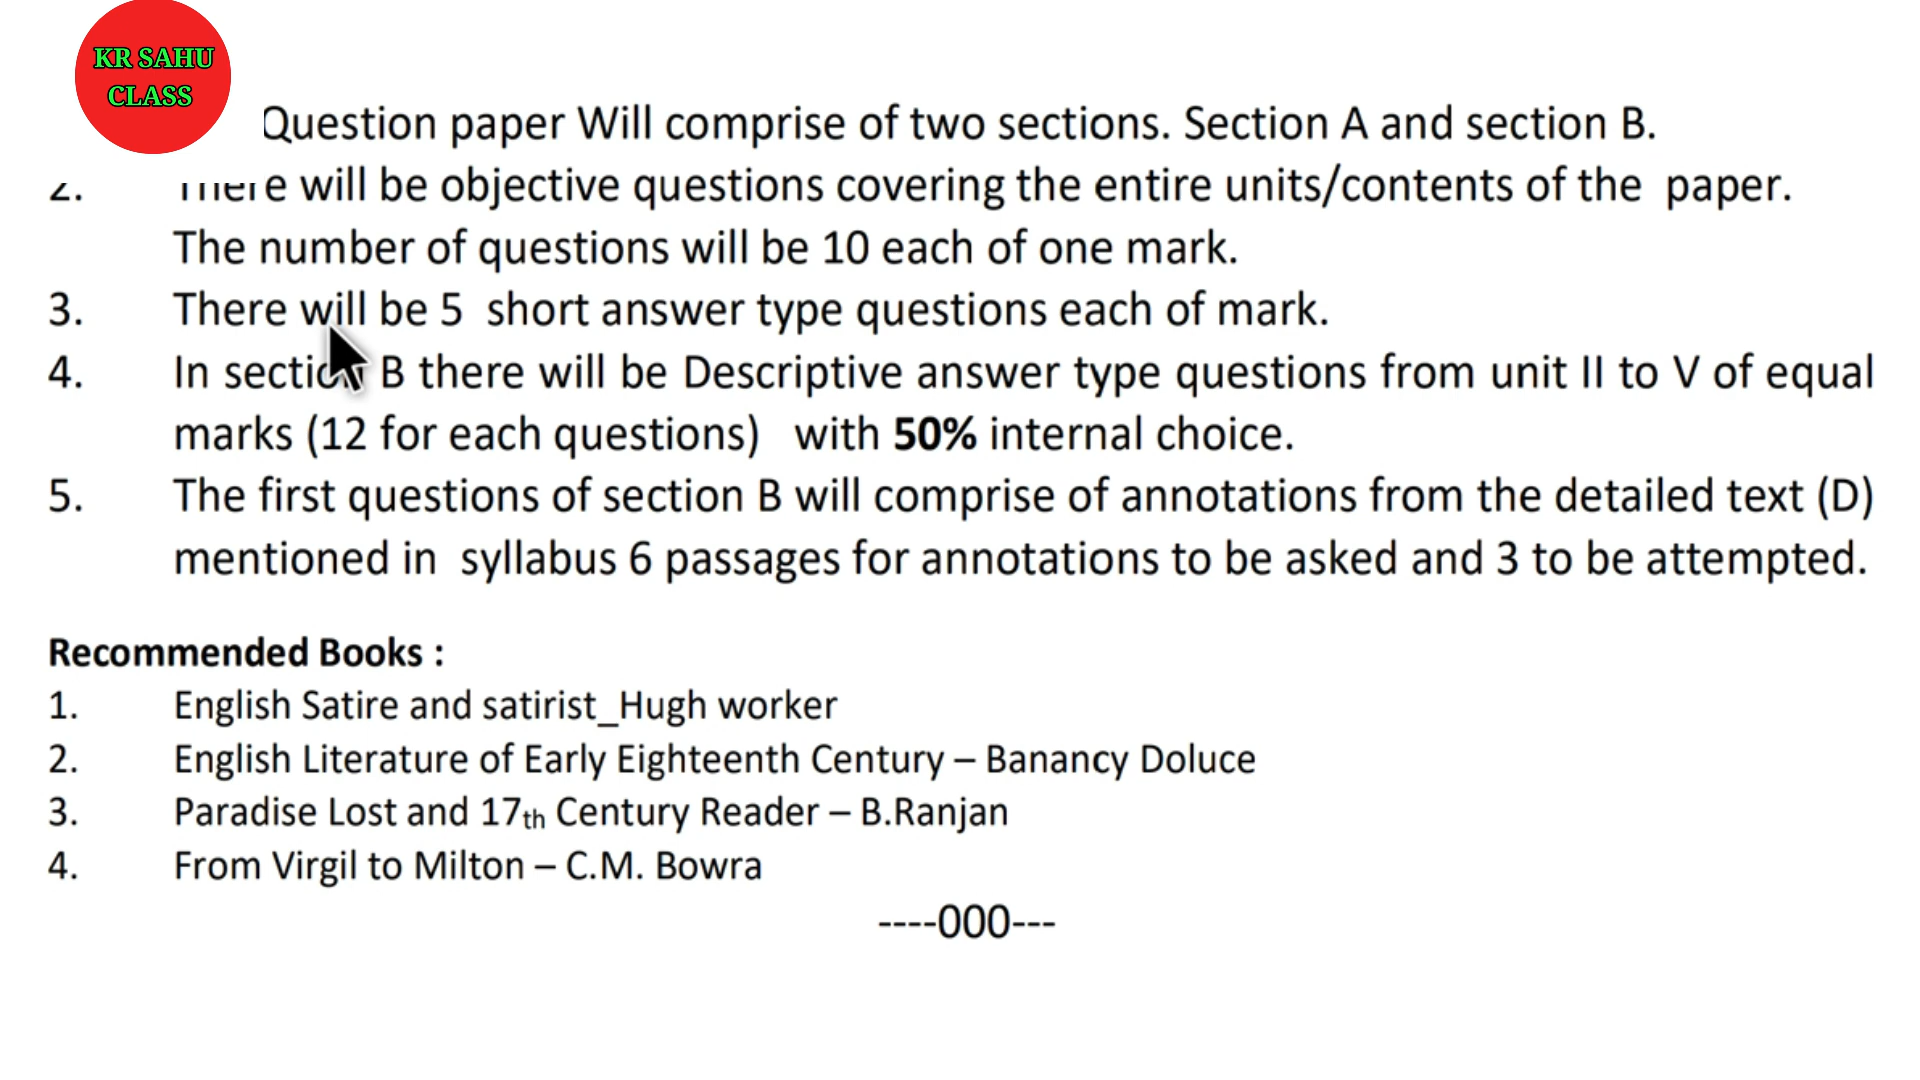 KR SAHU
CLASS
Question paper Will comprise of two sections. Section A and section B.
2. There will be objective questions covering the entire units/contents of the paper.
The number of questions will be 10 each of one mark.
3. There will be 5 short answer type questions each of mark.
4. In section B there will be Descriptive answer type questions from unit II to V of equal
marks (12 for each questions) with 50% internal choice.
5. The first questions of section B will comprise of annotations from the detailed text (D)
mentioned in syllabus 6 passages for annotations to be asked and 3 to be attempted.
Recommended Books :
1. English Satire and satirist_Hugh worker
2. English Literature of Early Eighteenth Century – Banancy Doluce
3. Paradise Lost and 17th Century Reader – B.Ranjan
4. From Virgil to Milton – C.M. Bowra
----000---